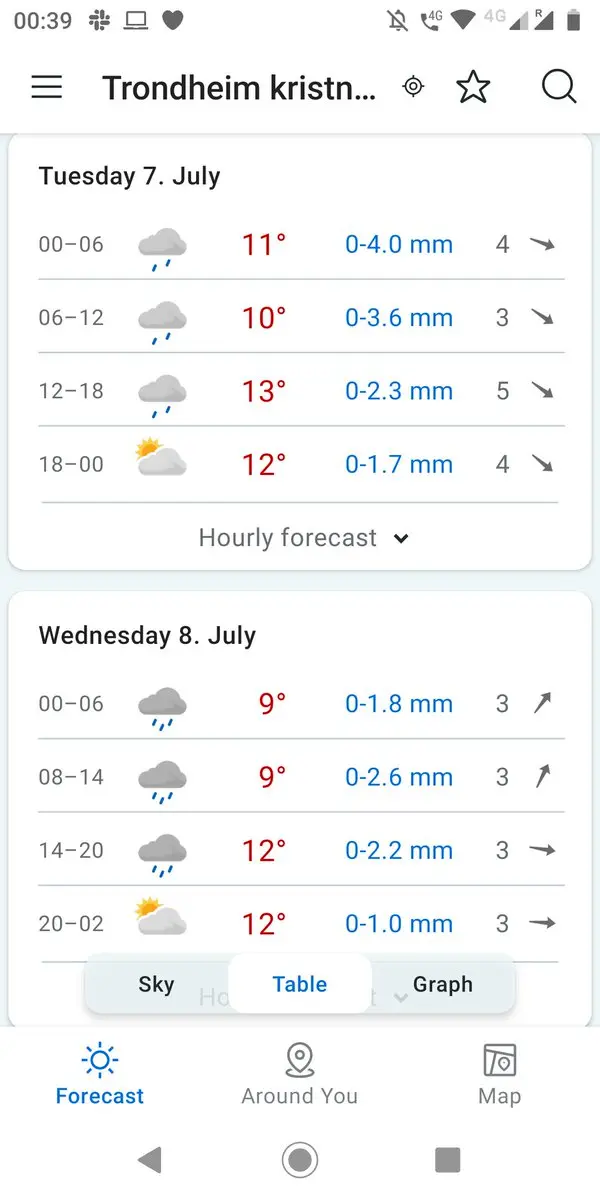 00:39 4G 4G R
Trondheim kristn...
Tuesday 7. July
00–06 11° 0-4.0 mm 4
06–12 10° 0-3.6 mm 3
12–18 13° 0-2.3 mm 5
18–00 12° 0-1.7 mm 4
Hourly forecast
Wednesday 8. July
00–06 9° 0-1.8 mm 3
08–14 9° 0-2.6 mm 3
14–20 12° 0-2.2 mm 3
20–02 12° 0-1.0 mm 3
Sky Table Graph
Forecast Around You Map